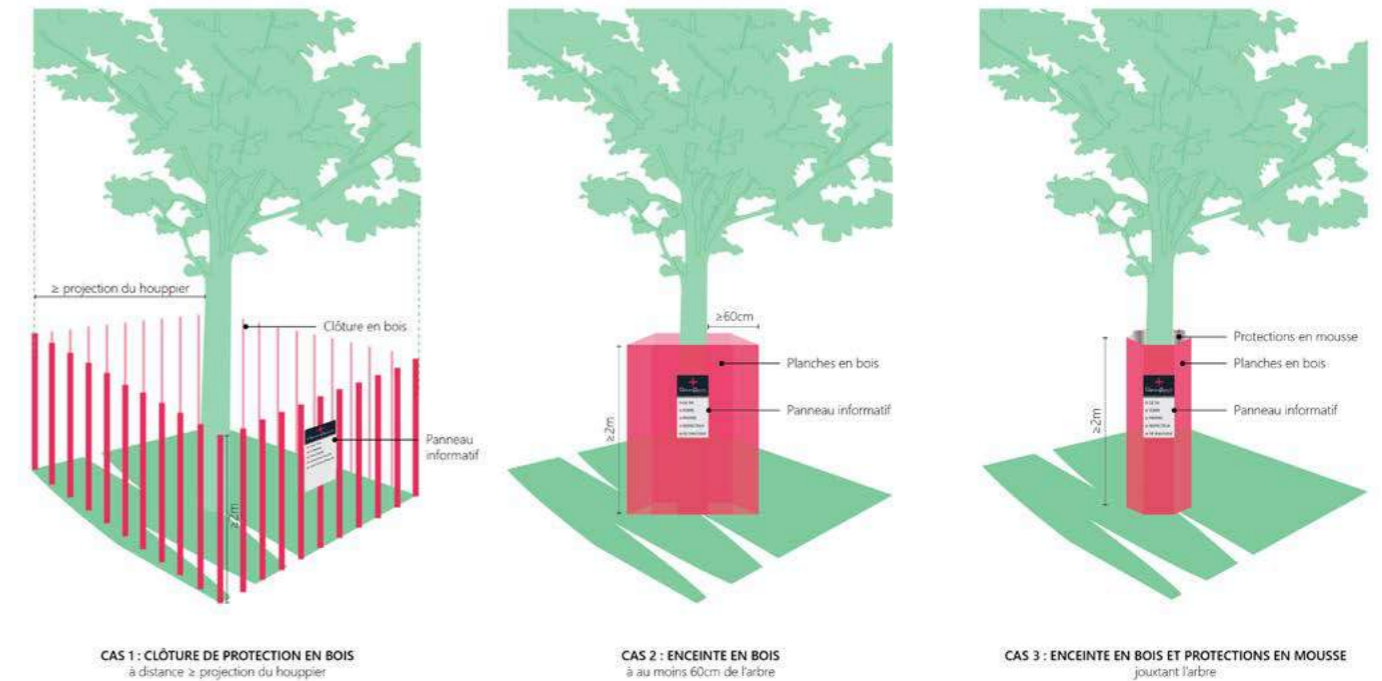 ≥ projection du houppier
Clôture en bois
Panneau
informatif
≥2m
CAS 1 : CLÔTURE DE PROTECTION EN BOIS
à distance ≥ projection du houppier
≥60cm
Planches en bois
Panneau informatif
≥2m
CAS 2 : ENCEINTE EN BOIS
à au moins 60cm de l'arbre
Protections en mousse
Planches en bois
Panneau informatif
≥2m
CAS 3 : ENCEINTE EN BOIS ET PROTECTIONS EN MOUSSE
jouxtant l'arbre